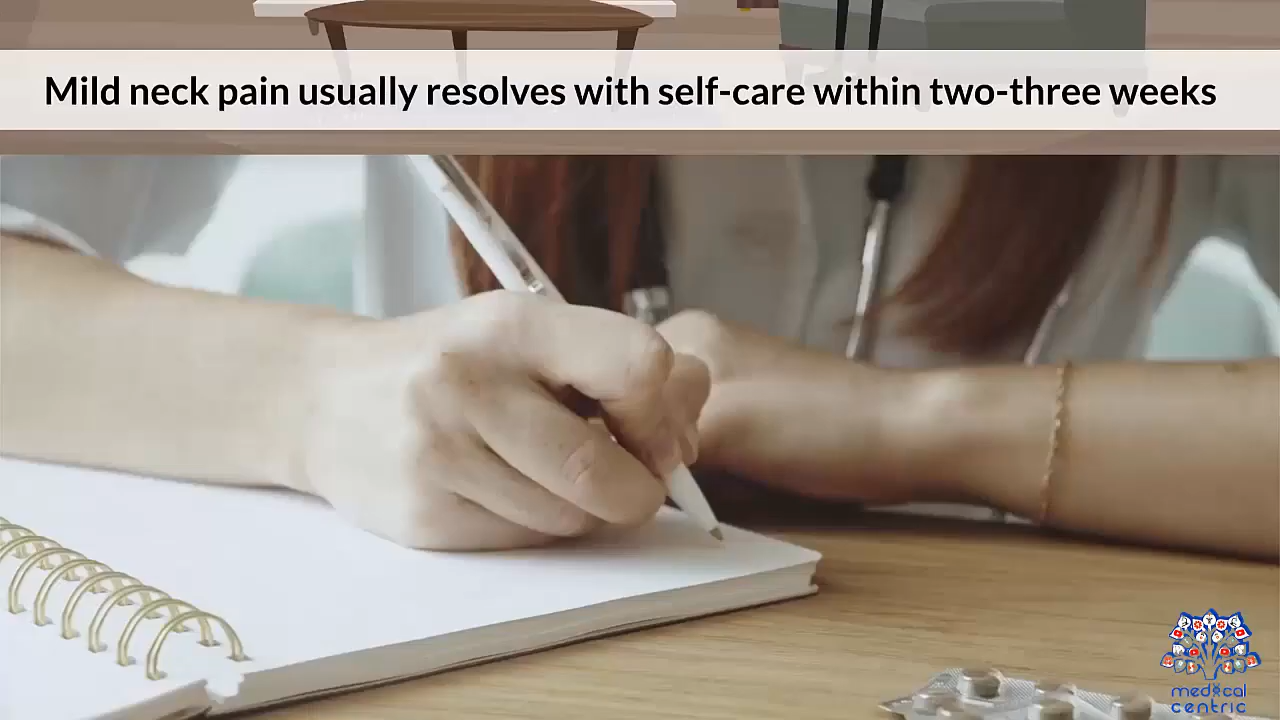 Mild neck pain usually resolves with self-care within two-three weeks
medical
centric